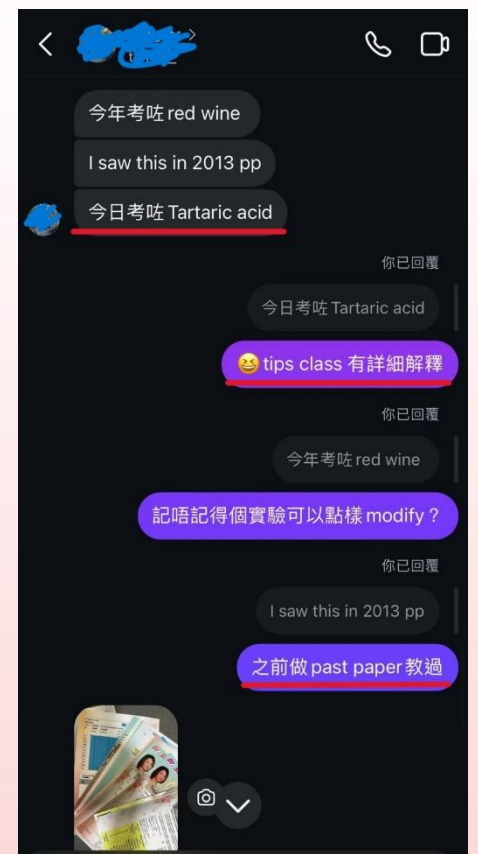 今年考咗 red wine
I saw this in 2013 pp
今日考咗 Tartaric acid
你已回覆
今日考咗 Tartaric acid
😆 tips class 有詳細解釋
你已回覆
今年考咗 red wine
記唔記得個實驗可以點樣 modify？
你已回覆
I saw this in 2013 pp
之前做 past paper 教過